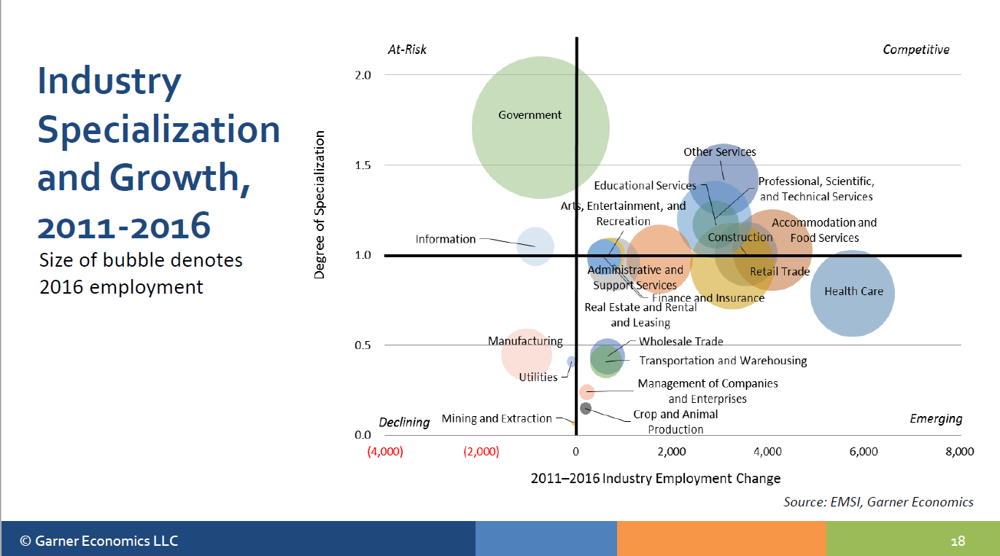 Industry
Specialization
and Growth,
2011-2016
Size of bubble denotes
2016 employment
At-Risk
Competitive
Degree of Specialization
2.0
1.5
1.0
0.5
0.0
Government
Other Services
Educational Services
Professional, Scientific,
and Technical Services
Arts, Entertainment, and
Recreation
Accommodation and
Food Services
Information
Construction
Administrative and
Support Services
Retail Trade
Health Care
Finance and Insurance
Real Estate and Rental
and Leasing
Manufacturing
Wholesale Trade
Transportation and Warehousing
Utilities
Management of Companies
and Enterprises
Crop and Animal
Production
Mining and Extraction
Declining
Emerging
(4,000)
(2,000)
0
2,000
4,000
6,000
8,000
2011–2016 Industry Employment Change
Source: EMSI, Garner Economics
© Garner Economics LLC
18